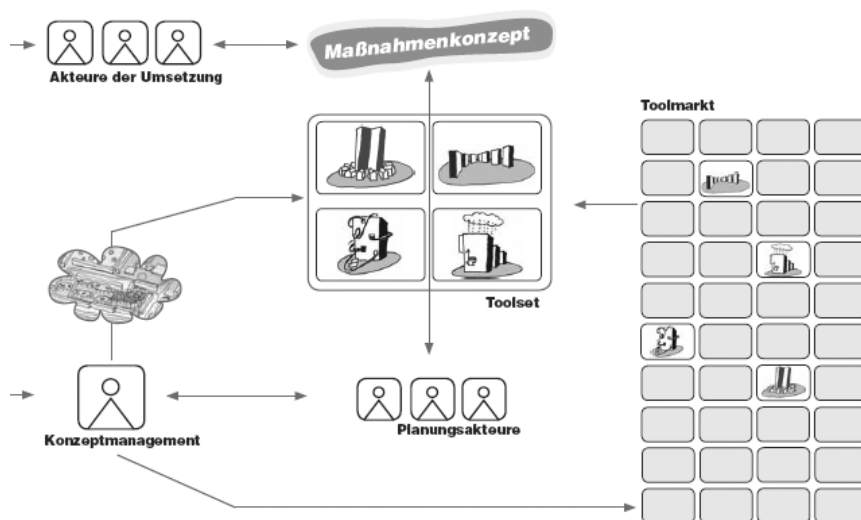 Maßnahmenkonzept
Akteure der Umsetzung
Toolmarkt
Toolset
Konzeptmanagement
Planungsakteure